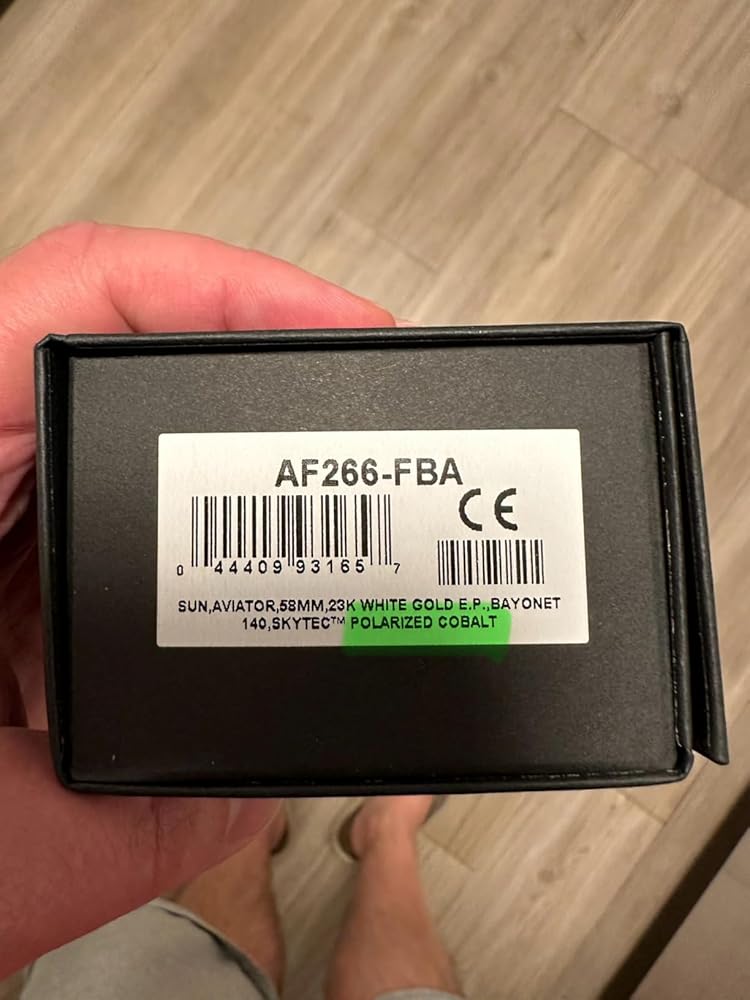 AF266-FBA
CE
0 44409 93165 7
SUN,AVIATOR,58MM,23K WHITE GOLD E.P.,BAYONET
140,SKYTEC™ POLARIZED COBALT